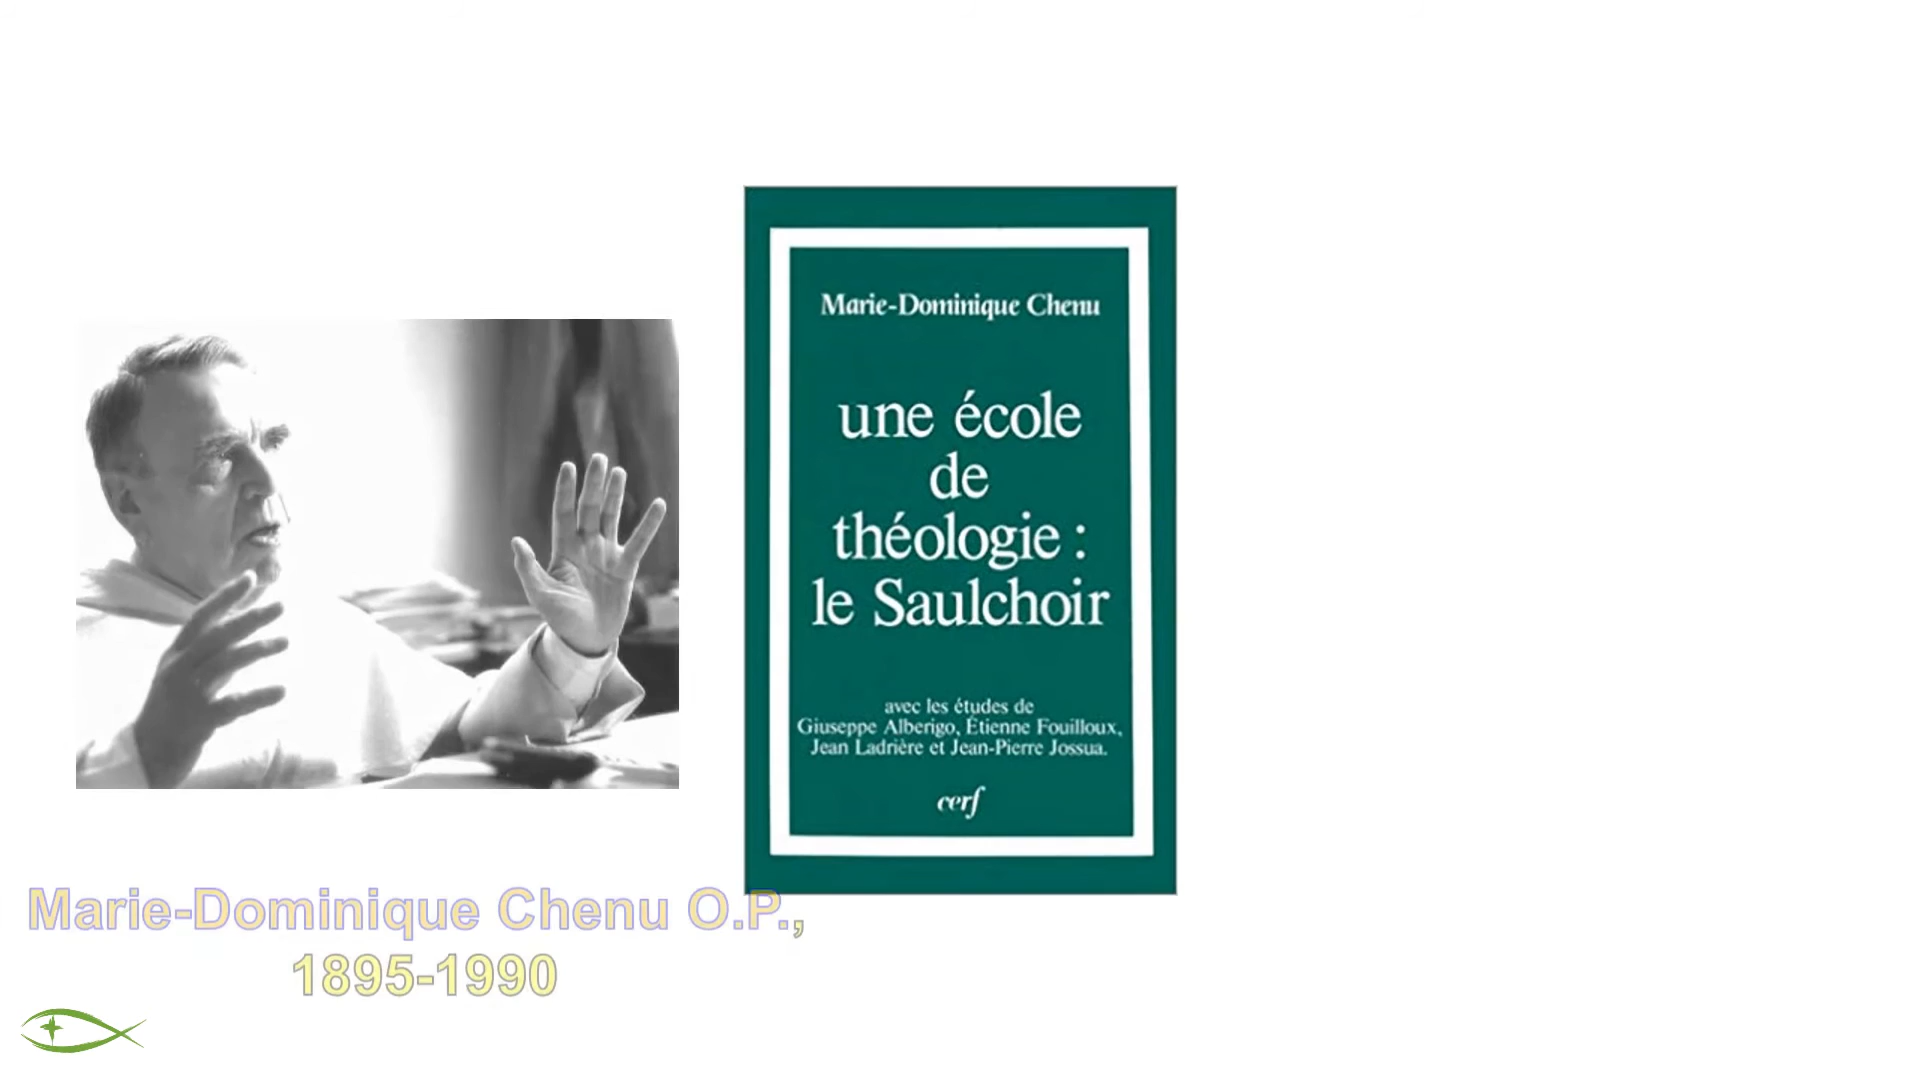 Marie-Dominique Chenu
une école
de
théologie :
le Saulchoir
avec les études de
Giuseppe Alberigo, Étienne Fouilloux,
Jean Ladrière et Jean-Pierre Jossua.
cerf
Marie-Dominique Chenu O.P.,
1895-1990